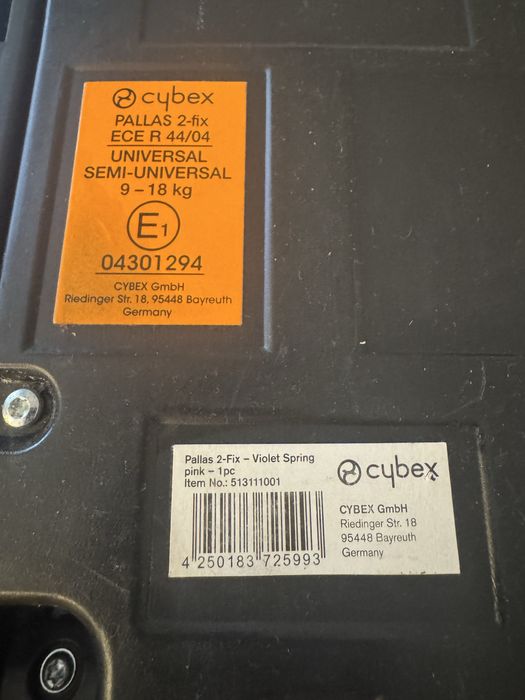 cybex
PALLAS 2-fix
ECE R 44/04
UNIVERSAL
SEMI-UNIVERSAL
9 – 18 kg
E1
04301294
CYBEX GmbH
Riedinger Str. 18, 95448 Bayreuth
Germany
Pallas 2-Fix – Violet Spring
pink – 1pc
Item No.: 513111001
4 250183 725993
cybex
CYBEX GmbH
Riedinger Str. 18
95448 Bayreuth
Germany